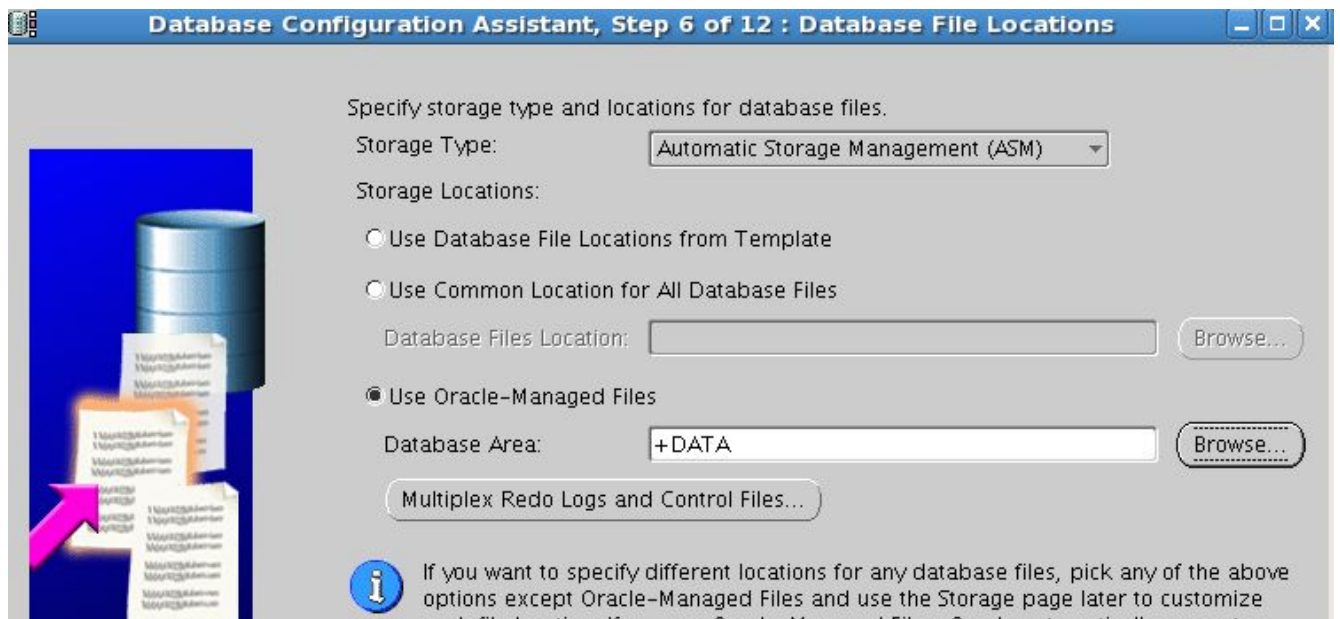 Database Configuration Assistant, Step 6 of 12 : Database File Locations
Specify storage type and locations for database files.
Storage Type:
Automatic Storage Management (ASM)
Storage Locations:
Use Database File Locations from Template
Use Common Location for All Database Files
Database Files Location:
Browse...
Use Oracle-Managed Files
Database Area:
+DATA
Browse...
Multiplex Redo Logs and Control Files...
If you want to specify different locations for any database files, pick any of the above
options except Oracle-Managed Files and use the Storage page later to customize